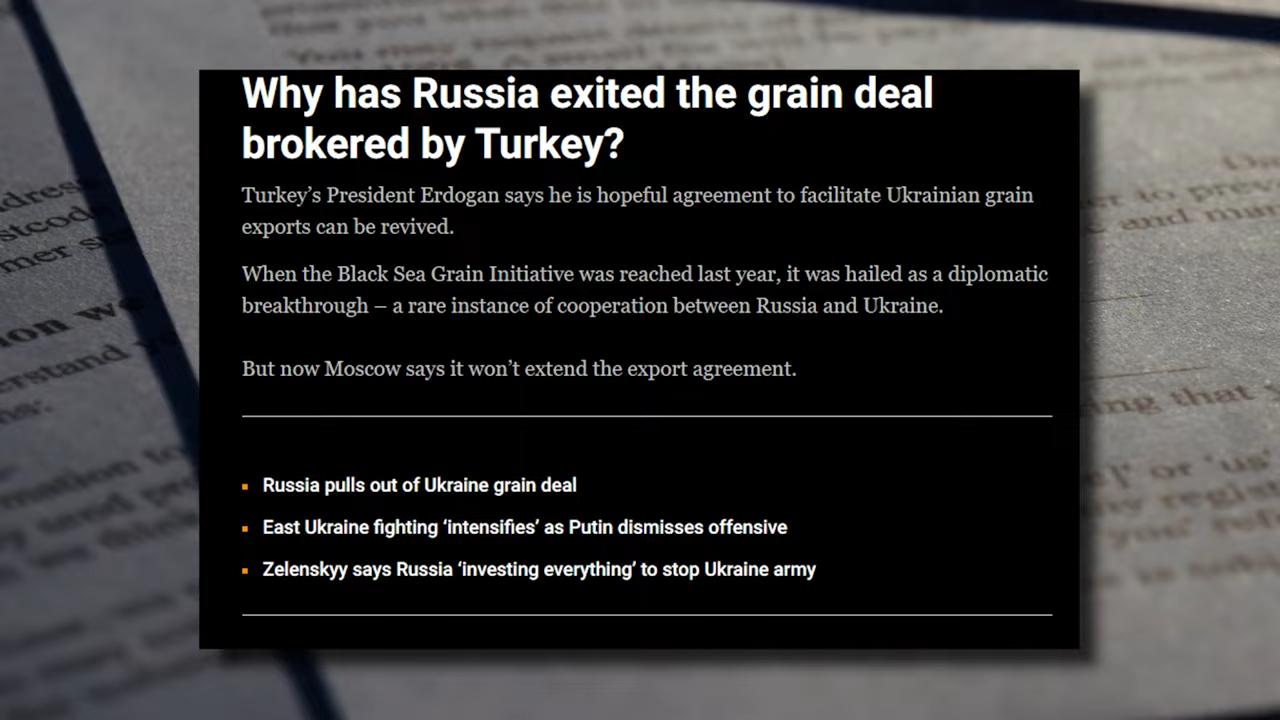 Why has Russia exited the grain deal
brokered by Turkey?
Turkey’s President Erdogan says he is hopeful agreement to facilitate Ukrainian grain
exports can be revived.
When the Black Sea Grain Initiative was reached last year, it was hailed as a diplomatic
breakthrough – a rare instance of cooperation between Russia and Ukraine.
But now Moscow says it won’t extend the export agreement.
Russia pulls out of Ukraine grain deal
East Ukraine fighting ‘intensifies’ as Putin dismisses offensive
Zelenskyy says Russia ‘investing everything’ to stop Ukraine army